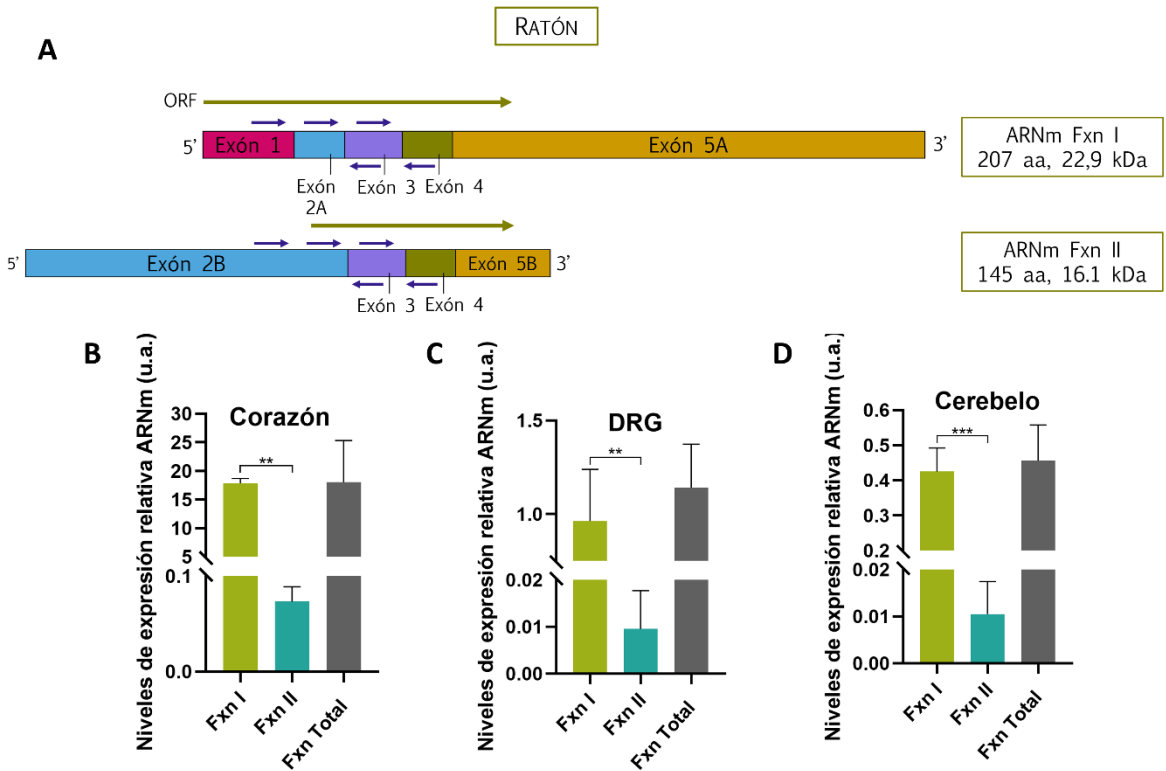 RATÓN
A
ORF
5’ Exón 1 Exón 5A 3’
Exón 2A
Exón 3 Exón 4
ARNm Fxn I
207 aa, 22,9 kDa
5’ Exón 2B Exón 5B 3’
Exón 3 Exón 4
ARNm Fxn II
145 aa, 16.1 kDa
B
Niveles de expresión relativa ARNm (u.a.)
Corazón
30
25
20
15
10
5
0.1
0.0
**
Fxn I
Fxn II
Fxn Total
C
Niveles de expresión relativa ARNm (u.a.)
DRG
1.5
1.0
0.02
0.01
0.00
**
Fxn I
Fxn II
Fxn Total
D
Niveles de expresión relativa ARNm (u.a.)
Cerebelo
0.6
0.5
0.4
0.3
0.2
0.02
0.01
0.00
***
Fxn I
Fxn II
Fxn Total